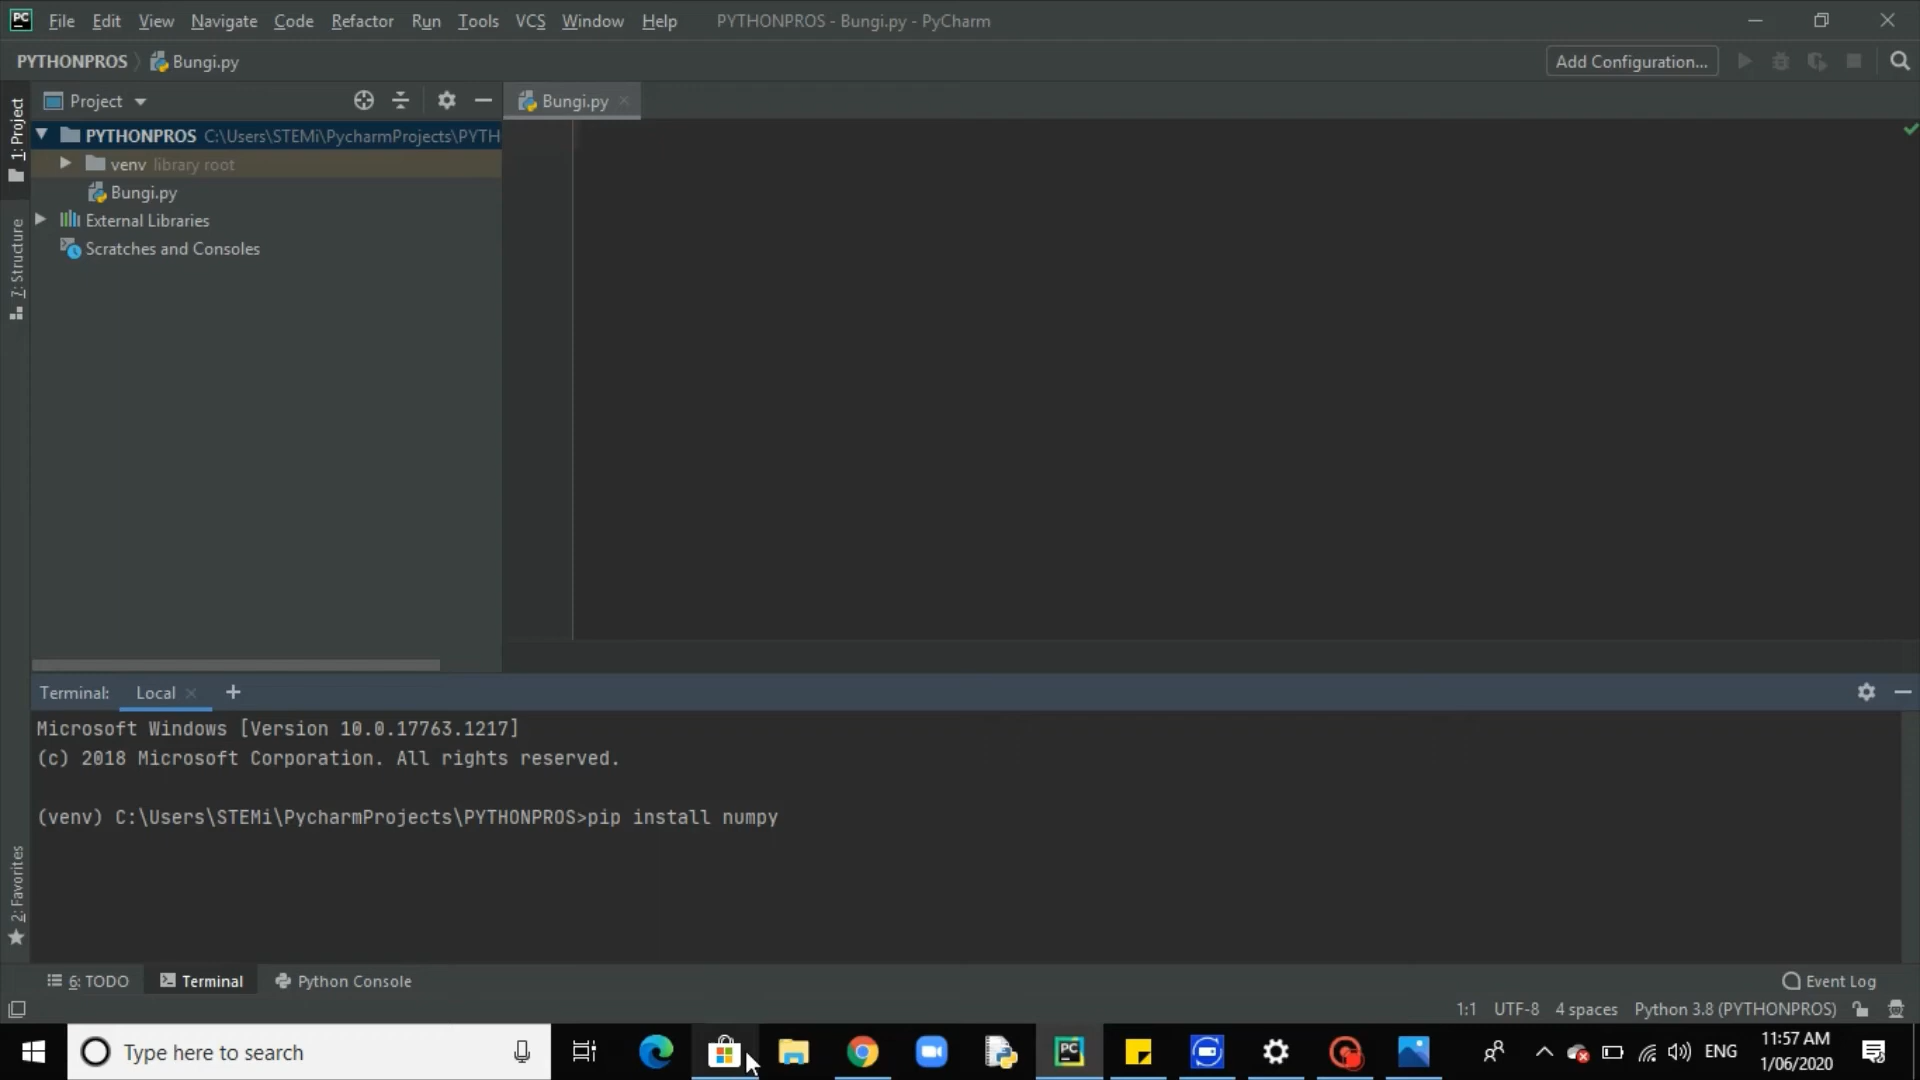 File Edit View Navigate Code Refactor Run Tools VCS Window Help PYTHONPROS - Bungi.py - PyCharm
PYTHONPROS Bungi.py Add Configuration...
1: Project
Project
Bungi.py
PYTHONPROS C:\Users\STEMi\PycharmProjects\PYTH
venv library root
Bungi.py
External Libraries
Scratches and Consoles
7: Structure
Terminal: Local
Microsoft Windows [Version 10.0.17763.1217]
(c) 2018 Microsoft Corporation. All rights reserved.
(venv) C:\Users\STEMi\PycharmProjects\PYTHONPROS>pip install numpy
2: Favorites
6: TODO Terminal Python Console Event Log
1:1 UTF-8 4 spaces Python 3.8 (PYTHONPROS)
Type here to search
PC
ENG
11:57 AM
1/06/2020